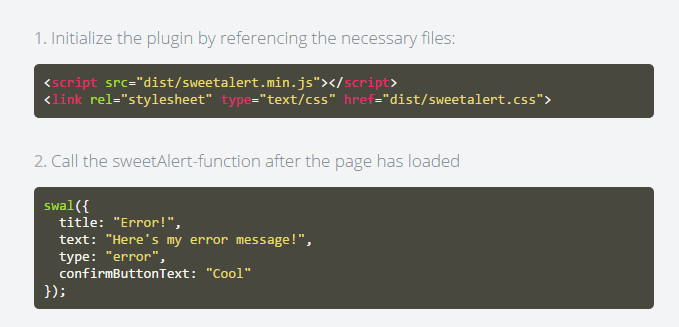 1. Initialize the plugin by referencing the necessary files:
<script src="dist/sweetalert.min.js"></script>
<link rel="stylesheet" type="text/css" href="dist/sweetalert.css">
2. Call the sweetAlert-function after the page has loaded
swal({
  title: "Error!",
  text: "Here's my error message!",
  type: "error",
  confirmButtonText: "Cool"
});